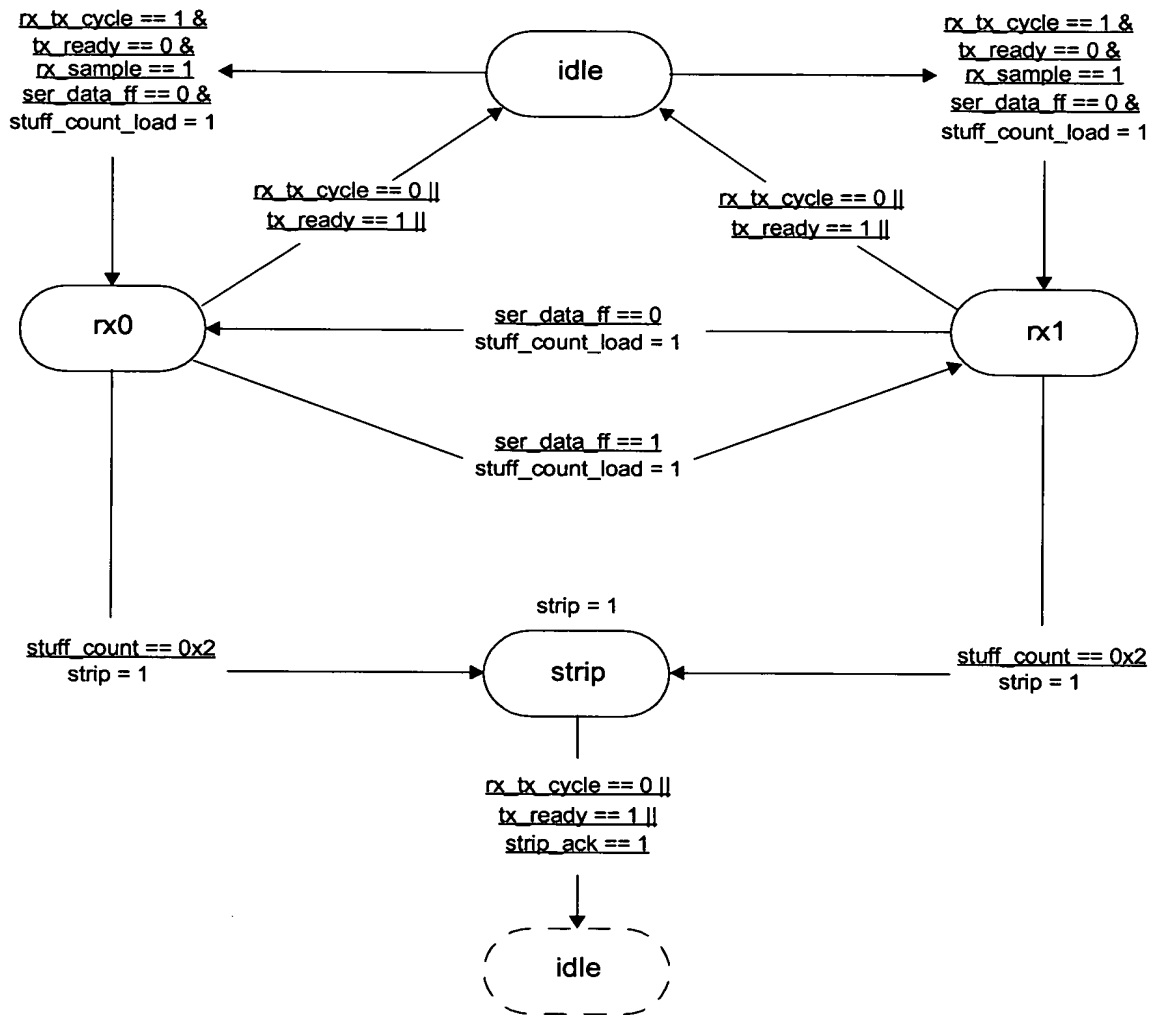 rx_tx_cycle == 1 &
tx_ready == 0 &
rx_sample == 1
ser_data_ff == 0 &
stuff_count_load = 1
idle
rx_tx_cycle == 1 &
tx_ready == 0 &
rx_sample == 1
ser_data_ff == 0 &
stuff_count_load = 1
rx_tx_cycle == 0 ||
tx_ready == 1 ||
rx_tx_cycle == 0 ||
tx_ready == 1 ||
rx0
ser_data_ff == 0
stuff_count_load = 1
rx1
ser_data_ff == 1
stuff_count_load = 1
strip = 1
stuff_count == 0x2
strip = 1
strip
stuff_count == 0x2
strip = 1
rx_tx_cycle == 0 ||
tx_ready == 1 ||
strip_ack == 1
idle